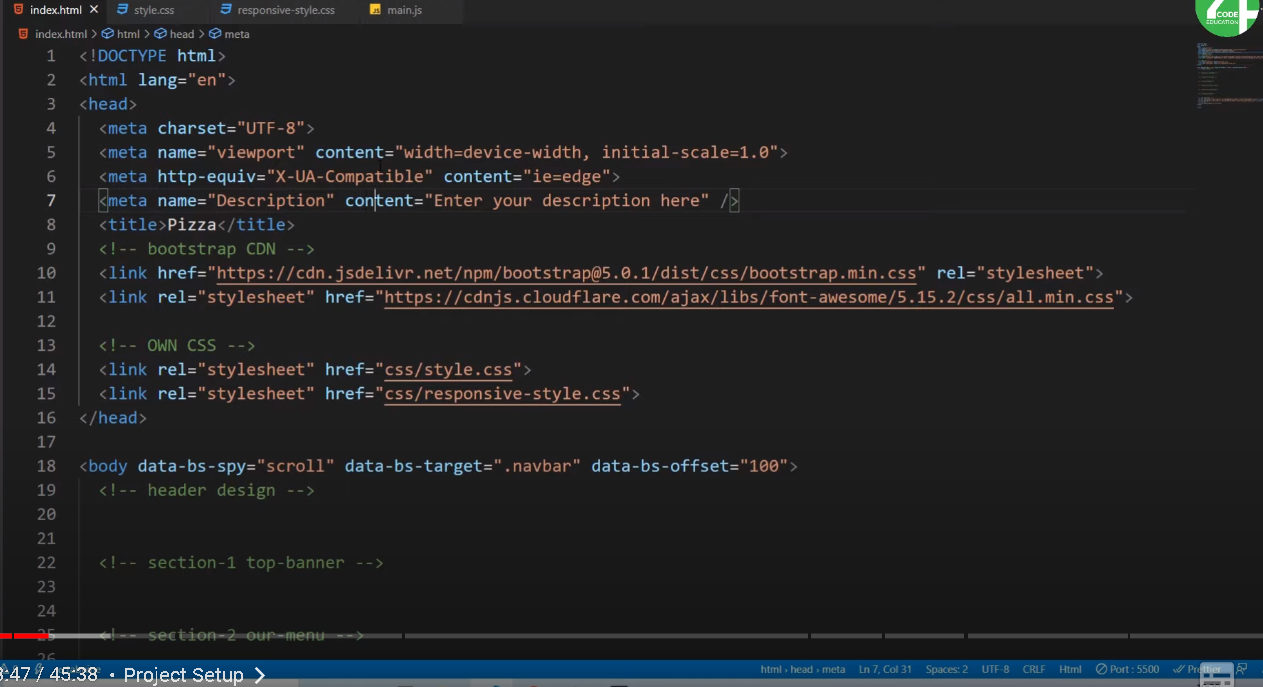 index.html × style.css responsive-style.css JS main.js
4 CODE EDUCATION
index.html > html > head > meta
1 <!DOCTYPE html>
2 <html lang="en">
3 <head>
4 <meta charset="UTF-8">
5 <meta name="viewport" content="width=device-width, initial-scale=1.0">
6 <meta http-equiv="X-UA-Compatible" content="ie=edge">
7 <meta name="Description" content="Enter your description here" />
8 <title>Pizza</title>
9 <!-- bootstrap CDN -->
10 <link href="https://cdn.jsdelivr.net/npm/bootstrap@5.0.1/dist/css/bootstrap.min.css" rel="stylesheet">
11 <link rel="stylesheet" href="https://cdnjs.cloudflare.com/ajax/libs/font-awesome/5.15.2/css/all.min.css">
12
13 <!-- OWN CSS -->
14 <link rel="stylesheet" href="css/style.css">
15 <link rel="stylesheet" href="css/responsive-style.css">
16 </head>
17
18 <body data-bs-spy="scroll" data-bs-target=".navbar" data-bs-offset="100">
19 <!-- header design -->
20
21
22 <!-- section-1 top-banner -->
23
24
25 <!-- section-2 our-menu -->
26
3:47 / 45:38 • Project Setup >
html > head > meta Ln 7, Col 31 Spaces: 2 UTF-8 CRLF Html Port : 5500 Prettier